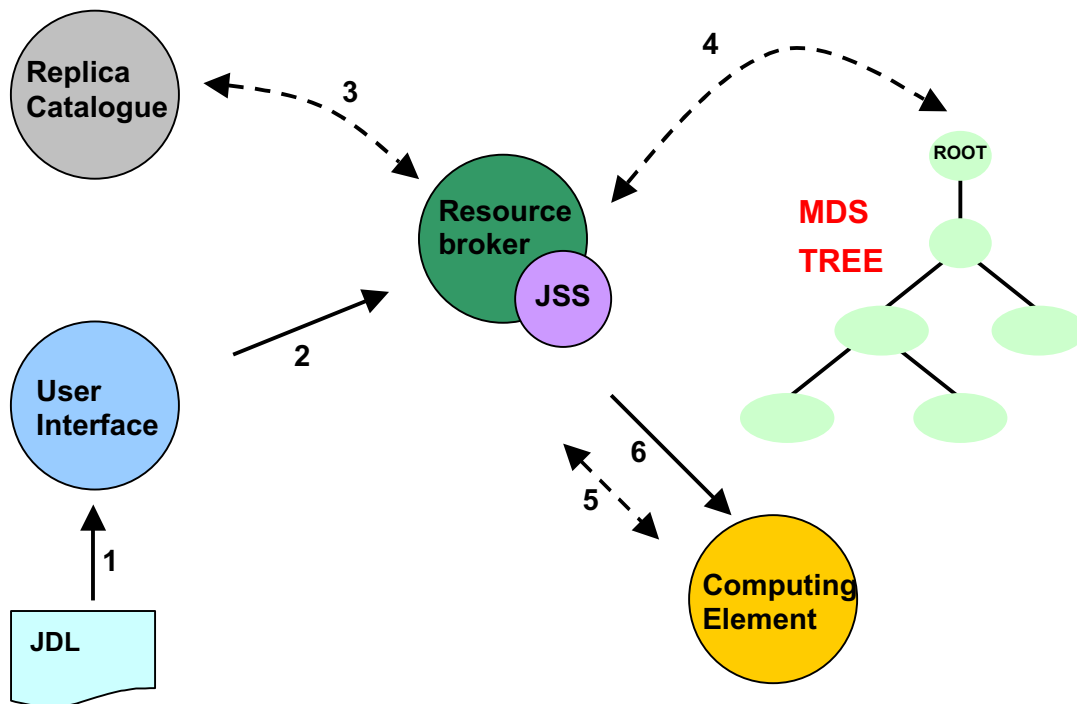 Replica
Catalogue
3
4
ROOT
MDS
TREE
Resource
broker
JSS
2
User
Interface
6
5
1
Computing
Element
JDL